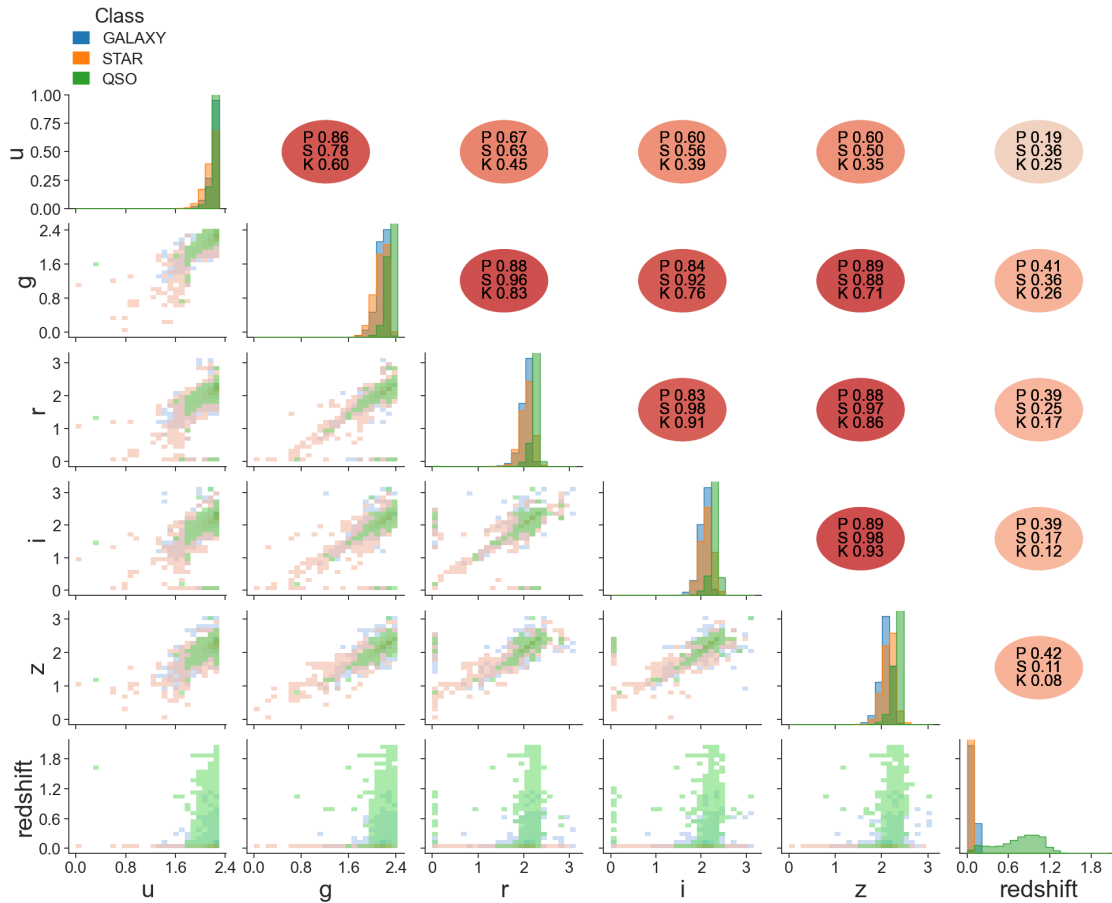 Class
GALAXY
STAR
QSO
1.00
0.75
0.50
0.25
0.00
u
P 0.86
S 0.78
K 0.60
P 0.67
S 0.63
K 0.45
P 0.60
S 0.56
K 0.39
P 0.60
S 0.50
K 0.35
P 0.19
S 0.36
K 0.25
2.4
1.6
0.8
0.0
g
P 0.88
S 0.96
K 0.83
P 0.84
S 0.92
K 0.76
P 0.89
S 0.88
K 0.71
P 0.41
S 0.36
K 0.26
3
2
1
0
r
P 0.83
S 0.98
K 0.91
P 0.88
S 0.97
K 0.86
P 0.39
S 0.25
K 0.17
3
2
1
0
i
P 0.89
S 0.98
K 0.93
P 0.39
S 0.17
K 0.12
3
2
1
0
z
P 0.42
S 0.11
K 0.08
1.8
1.2
0.6
0.0
redshift
0.0 0.8 1.6 2.4
0.0 0.8 1.6 2.4
0 1 2 3
0 1 2 3
0 1 2 3
0.0 0.6 1.2 1.8
u g r i z redshift